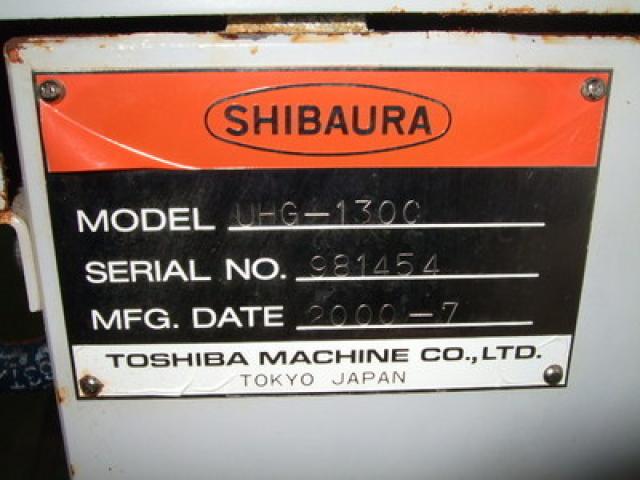 SHIBAURA
MODEL UHG-130C
SERIAL NO. 981454
MFG. DATE 2000-7
TOSHIBA MACHINE CO.,LTD.
TOKYO JAPAN